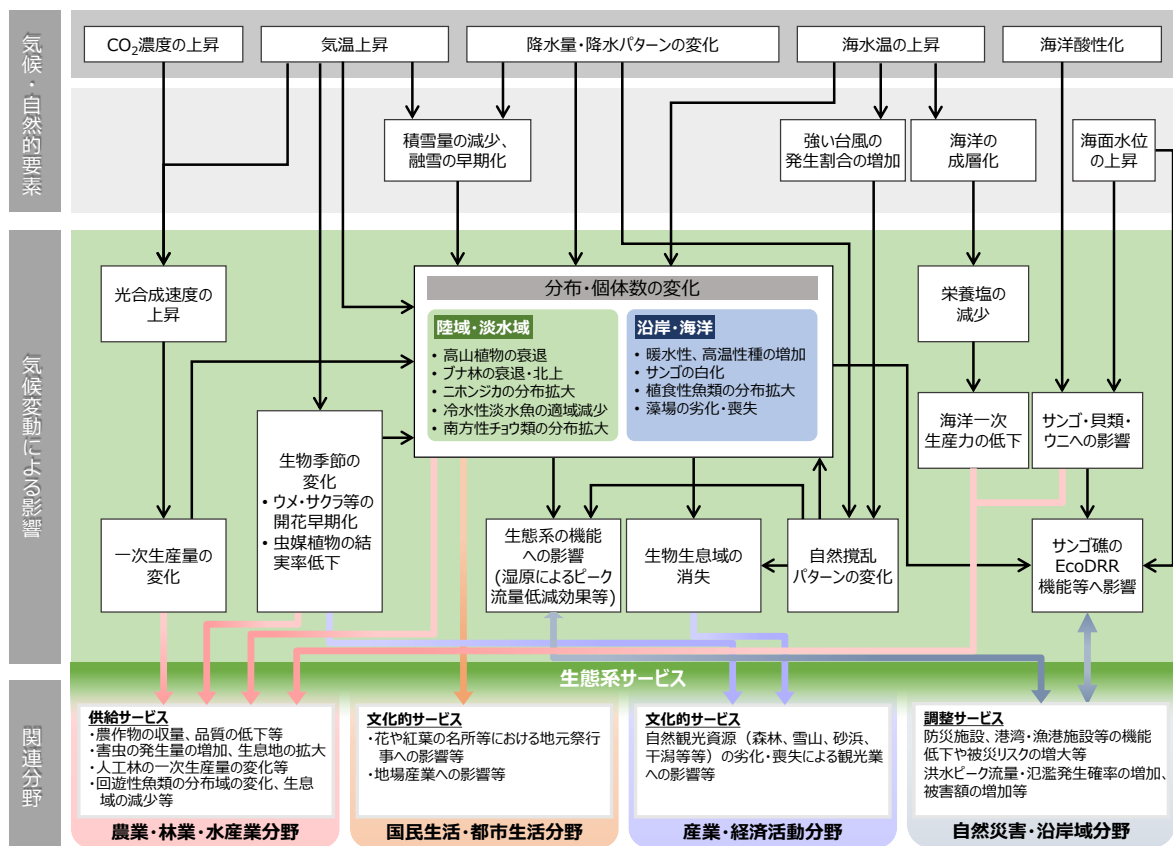 気候・自然的要素
CO₂濃度の上昇
気温上昇
降水量・降水パターンの変化
海水温の上昇
海洋酸性化
積雪量の減少、
融雪の早期化
強い台風の
発生割合の増加
海洋の
成層化
海面水位
の上昇
気候変動による影響
光合成速度の
上昇
分布・個体数の変化
陸域・淡水域
• 高山植物の衰退
• ブナ林の衰退・北上
• ニホンジカの分布拡大
• 冷水性淡水魚の適域減少
• 南方性チョウ類の分布拡大
沿岸・海洋
• 暖水性、高温性種の増加
• サンゴの白化
• 植食性魚類の分布拡大
• 藻場の劣化・喪失
栄養塩の
減少
海洋一次
生産力の低下
サンゴ・貝類・
ウニへの影響
一次生産量の
変化
生物季節の
変化
• ウメ・サクラ等の
開花早期化
• 虫媒植物の結
実率低下
生態系の機能
への影響
(湿原によるピーク
流量低減効果等)
生物生息域の
消失
自然撹乱
パターンの変化
サンゴ礁の
EcoDRR
機能等へ影響
生態系サービス
関連分野
供給サービス
・農作物の収量、品質の低下等
・害虫の発生量の増加、生息地の拡大
・人工林の一次生産量の変化等
・回遊性魚類の分布域の変化、生息
域の減少等
農業・林業・水産業分野
文化的サービス
・花や紅葉の名所等における地元祭行
事への影響等
・地場産業への影響等
国民生活・都市生活分野
文化的サービス
自然観光資源（森林、雪山、砂浜、
干潟等等）の劣化・喪失による観光業
への影響等
産業・経済活動分野
調整サービス
防災施設、港湾・漁港施設等の機能
低下や被災リスクの増大等
洪水ピーク流量・氾濫発生確率の増加、
被害額の増加等
自然災害・沿岸域分野